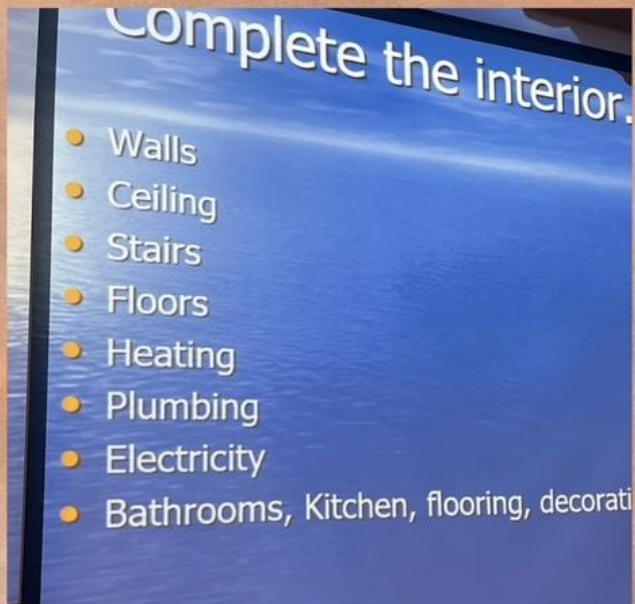 Complete the interior.
• Walls
• Ceiling
• Stairs
• Floors
• Heating
• Plumbing
• Electricity
• Bathrooms, Kitchen, flooring, decorati